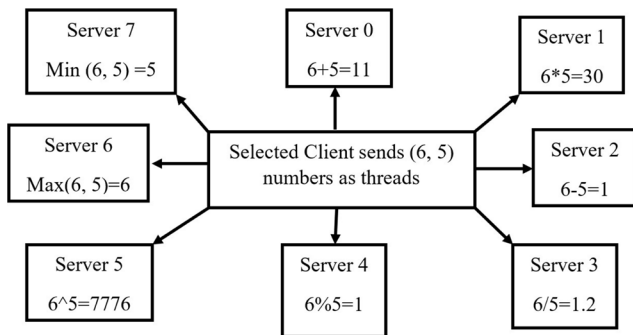 Server 7
Min (6, 5) =5
Server 0
6+5=11
Server 1
6*5=30
Server 6
Max(6, 5)=6
Selected Client sends (6, 5)
numbers as threads
Server 2
6-5=1
Server 5
6^5=7776
Server 4
6%5=1
Server 3
6/5=1.2